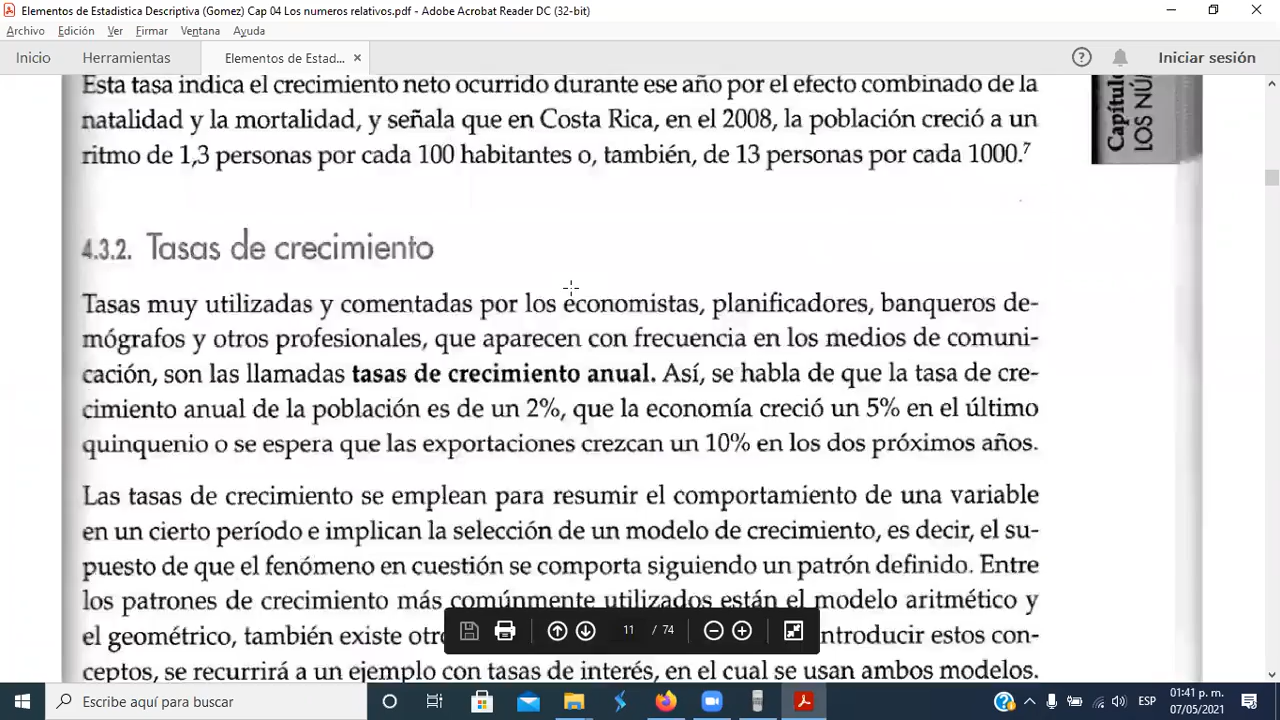 Elementos de Estadistica Descriptiva (Gomez) Cap 04 Los numeros relativos.pdf - Adobe Acrobat Reader DC (32-bit)
Archivo Edición Ver Firmar Ventana Ayuda
Inicio Herramientas Elementos de Estad... × Iniciar sesión
Esta tasa indica el crecimiento neto ocurrido durante ese año por el efecto combinado de la
natalidad y la mortalidad, y señala que en Costa Rica, en el 2008, la población creció a un
ritmo de 1,3 personas por cada 100 habitantes o, también, de 13 personas por cada 1000.⁷
Capítulo
LOS NÚ
4.3.2. Tasas de crecimiento
Tasas muy utilizadas y comentadas por los economistas, planificadores, banqueros de-
mógrafos y otros profesionales, que aparecen con frecuencia en los medios de comuni-
cación, son las llamadas tasas de crecimiento anual. Así, se habla de que la tasa de cre-
cimiento anual de la población es de un 2%, que la economía creció un 5% en el último
quinquenio o se espera que las exportaciones crezcan un 10% en los dos próximos años.
Las tasas de crecimiento se emplean para resumir el comportamiento de una variable
en un cierto período e implican la selección de un modelo de crecimiento, es decir, el su-
puesto de que el fenómeno en cuestión se comporta siguiendo un patrón definido. Entre
los patrones de crecimiento más comúnmente utilizados están el modelo aritmético y
el geométrico, también existe otro ntroducir estos con-
ceptos, se recurrirá a un ejemplo con tasas de interés, en el cual se usan ambos modelos.
11 / 74
Escribe aquí para buscar
ESP
01:41 p. m.
07/05/2021